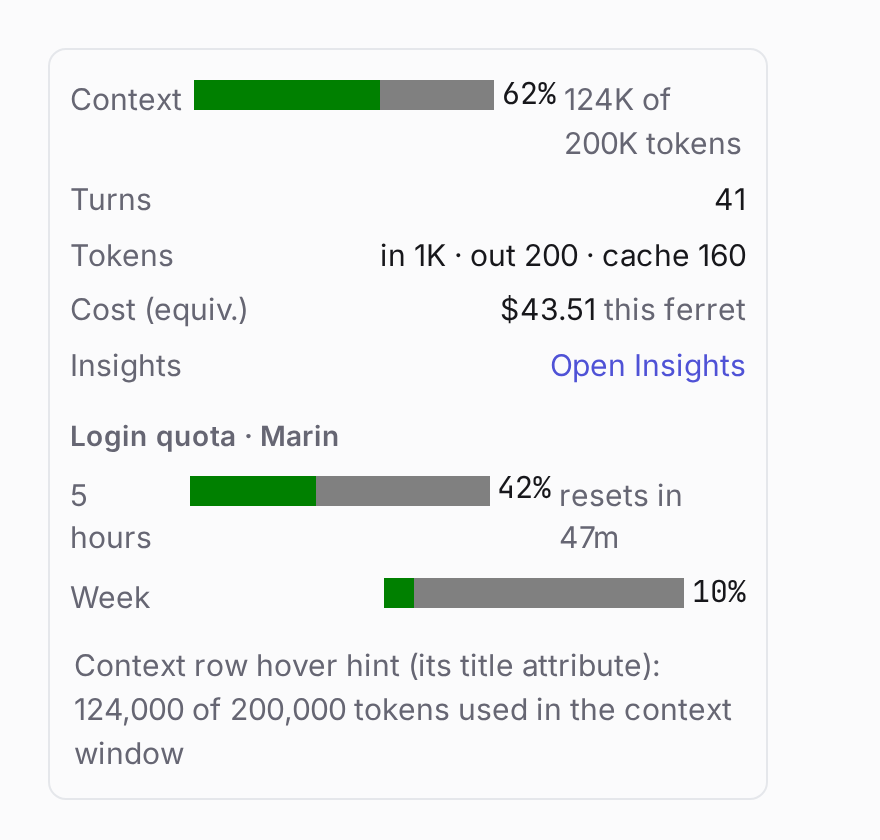 Context 62% 124K of
200K tokens
Turns 41
Tokens in 1K · out 200 · cache 160
Cost (equiv.) $43.51 this ferret
Insights Open Insights
Login quota · Marin
5 42% resets in
hours 47m
Week 10%
Context row hover hint (its title attribute):
124,000 of 200,000 tokens used in the context
window